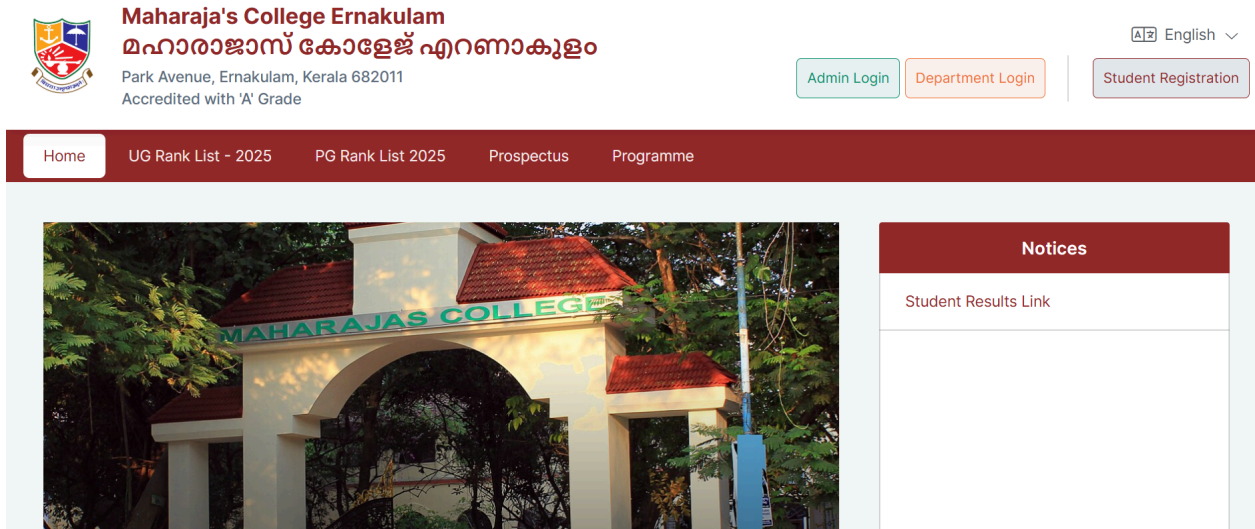 Maharaja's College Ernakulam
മഹാരാജാസ് കോളേജ് എറണാകുളം
Park Avenue, Ernakulam, Kerala 682011
Accredited with 'A' Grade
English
Admin Login
Department Login
Student Registration
Home
UG Rank List - 2025
PG Rank List 2025
Prospectus
Programme
MAHARAJAS COLLEGE
Notices
Student Results Link